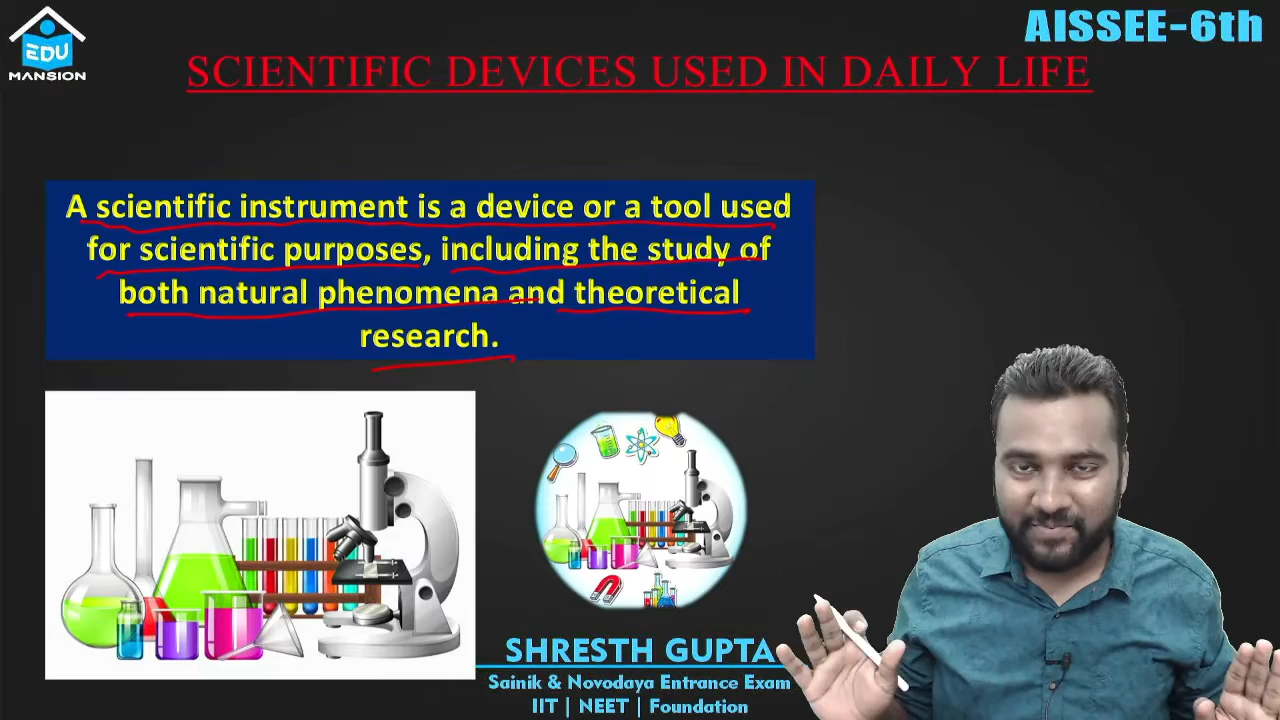 EDU
MANSION
AISSEE-6th
SCIENTIFIC DEVICES USED IN DAILY LIFE
A scientific instrument is a device or a tool used
for scientific purposes, including the study of
both natural phenomena and theoretical
research.
SHRESTH GUPTA
Sainik & Novodaya Entrance Exam
IIT | NEET | Foundation